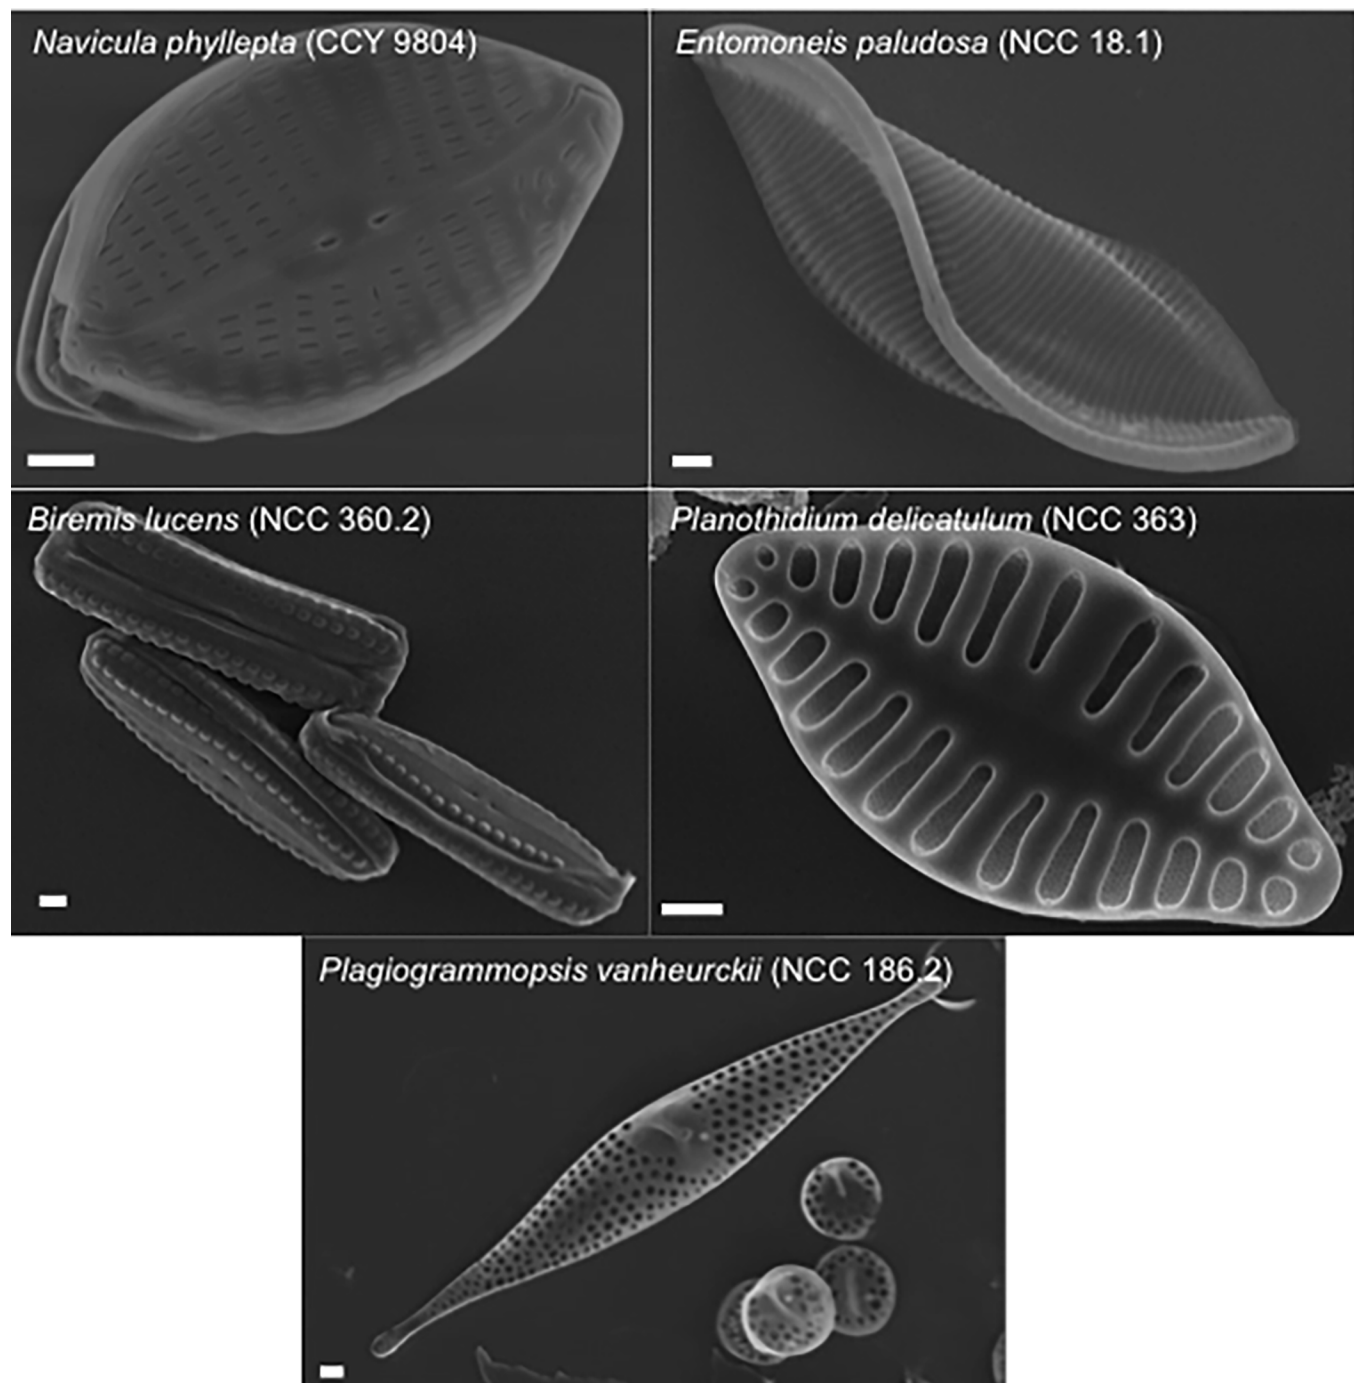 Navicula phyllepta (CCY 9804)
Entomoneis paludosa (NCC 18.1)
Biremis lucens (NCC 360.2)
Planothidium delicatulum (NCC 363)
Plagiogrammopsis vanheurckii (NCC 186.2)